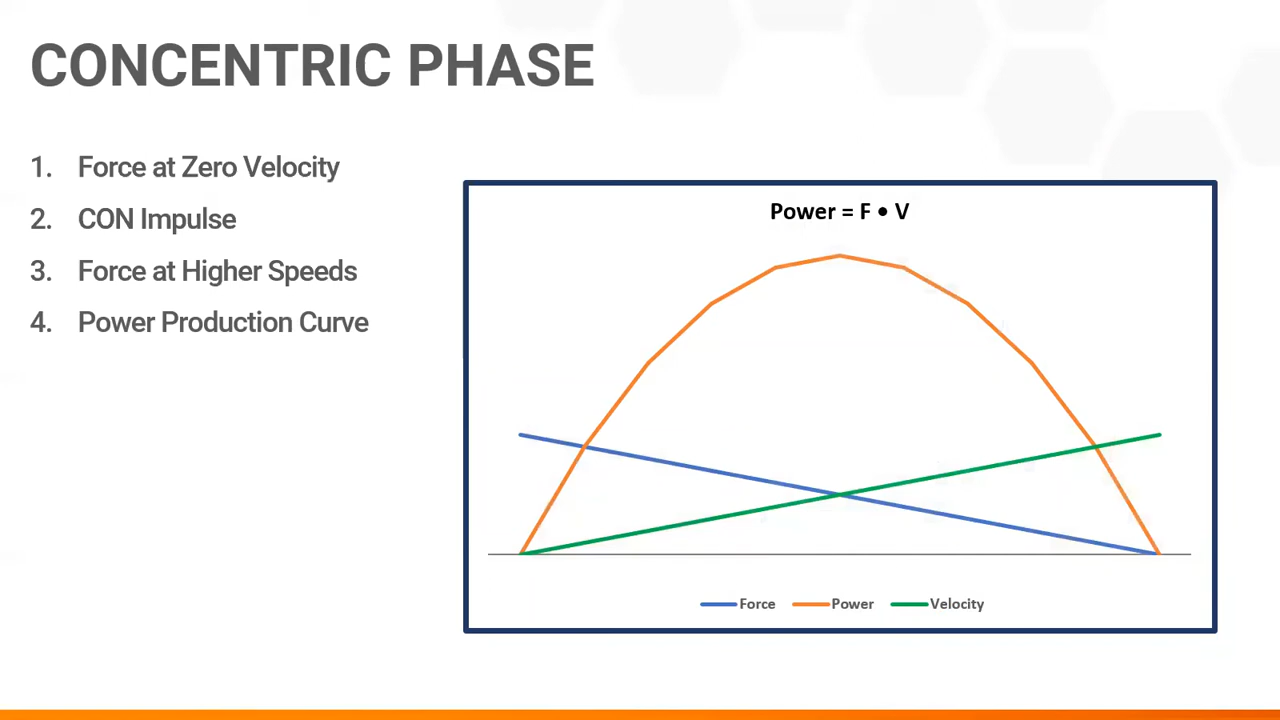 CONCENTRIC PHASE
1. Force at Zero Velocity
2. CON Impulse
3. Force at Higher Speeds
4. Power Production Curve
Power = F • V
Force Power Velocity